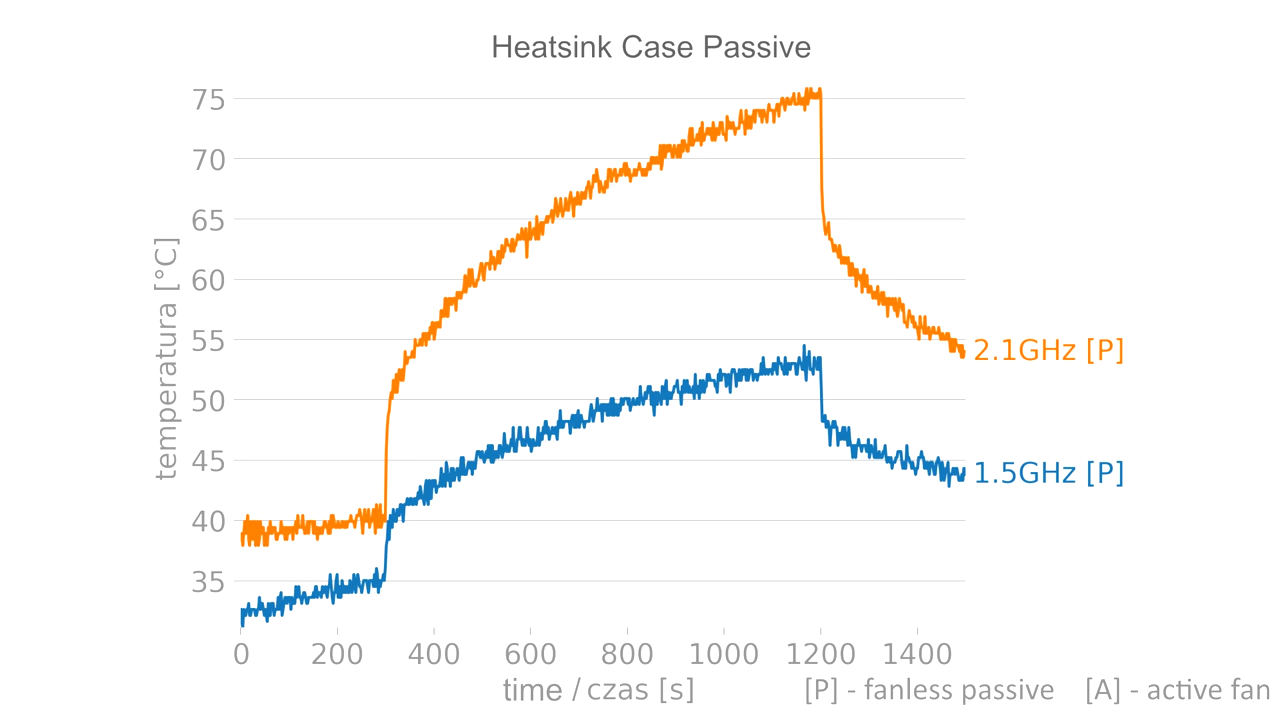 Heatsink Case Passive
75
70
65
60
55
50
45
40
35
temperatura [°C]
2.1GHz [P]
1.5GHz [P]
0 200 400 600 800 1000 1200 1400
time / czas [s]
[P] - fanless passive [A] - active fan